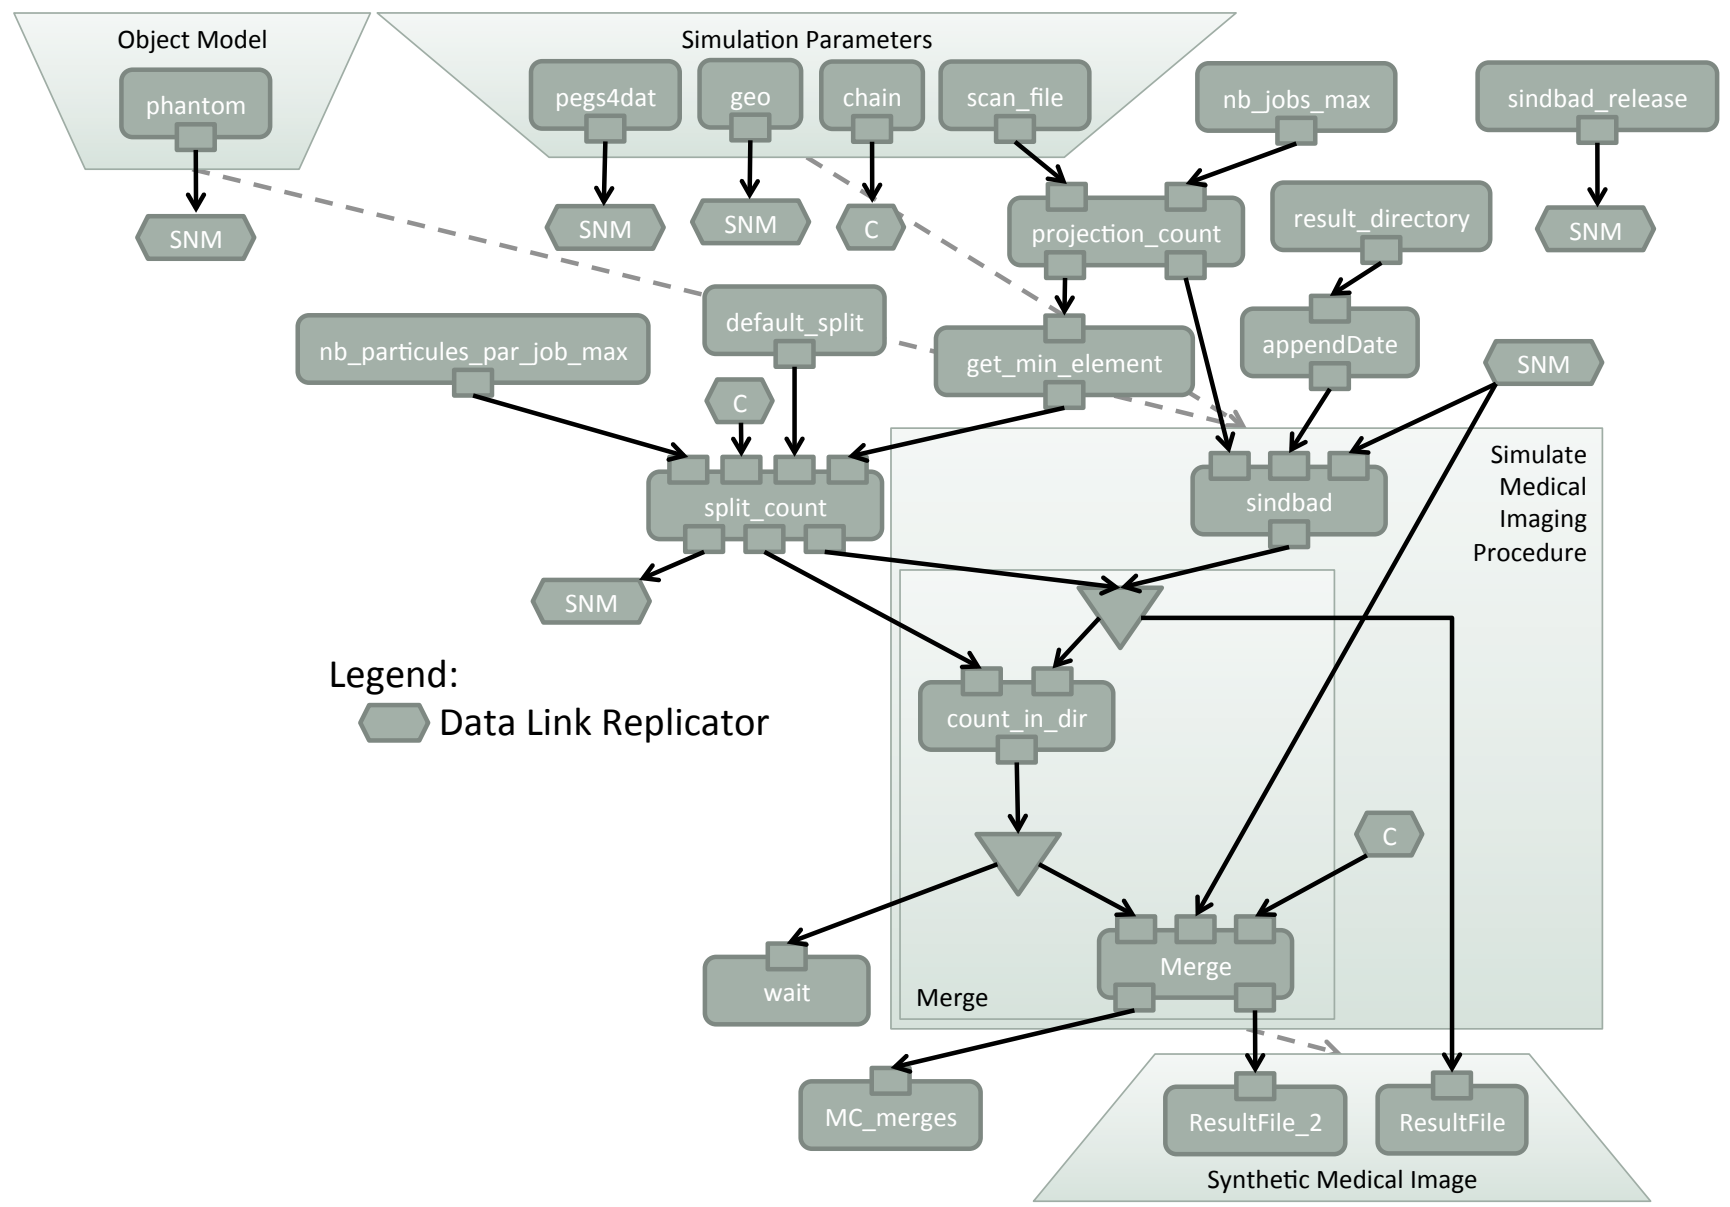 Object Model
Simulation Parameters
phantom
pegs4dat
geo
chain
scan_file
nb_jobs_max
sindbad_release
SNM
SNM
SNM
C
projection_count
result_directory
SNM
nb_particules_par_job_max
default_split
get_min_element
appendDate
SNM
C
Simulate
Medical
Imaging
Procedure
split_count
sindbad
SNM
Legend:
Data Link Replicator
count_in_dir
C
wait
Merge
Merge
MC_merges
ResultFile_2
ResultFile
Synthetic Medical Image